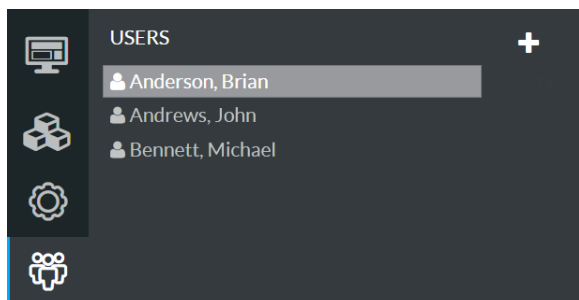 USERS
Anderson, Brian
Andrews, John
Bennett, Michael